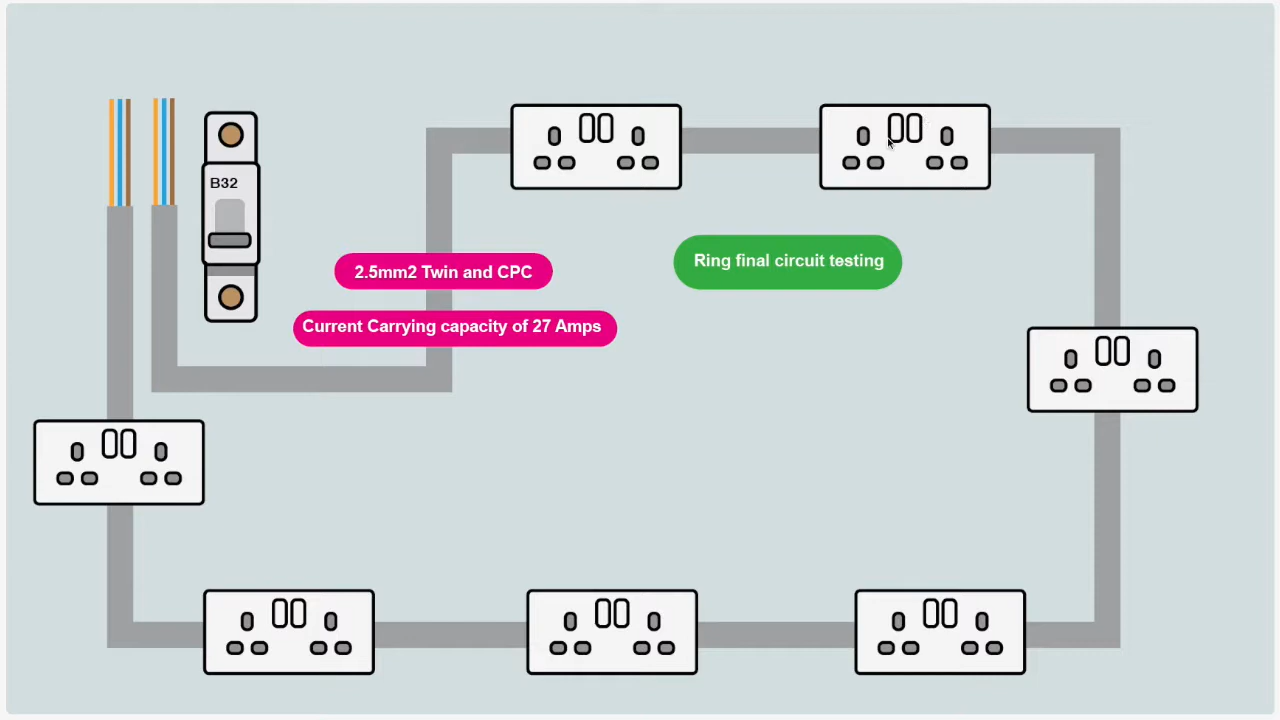 B32
2.5mm2 Twin and CPC
Ring final circuit testing
Current Carrying capacity of 27 Amps